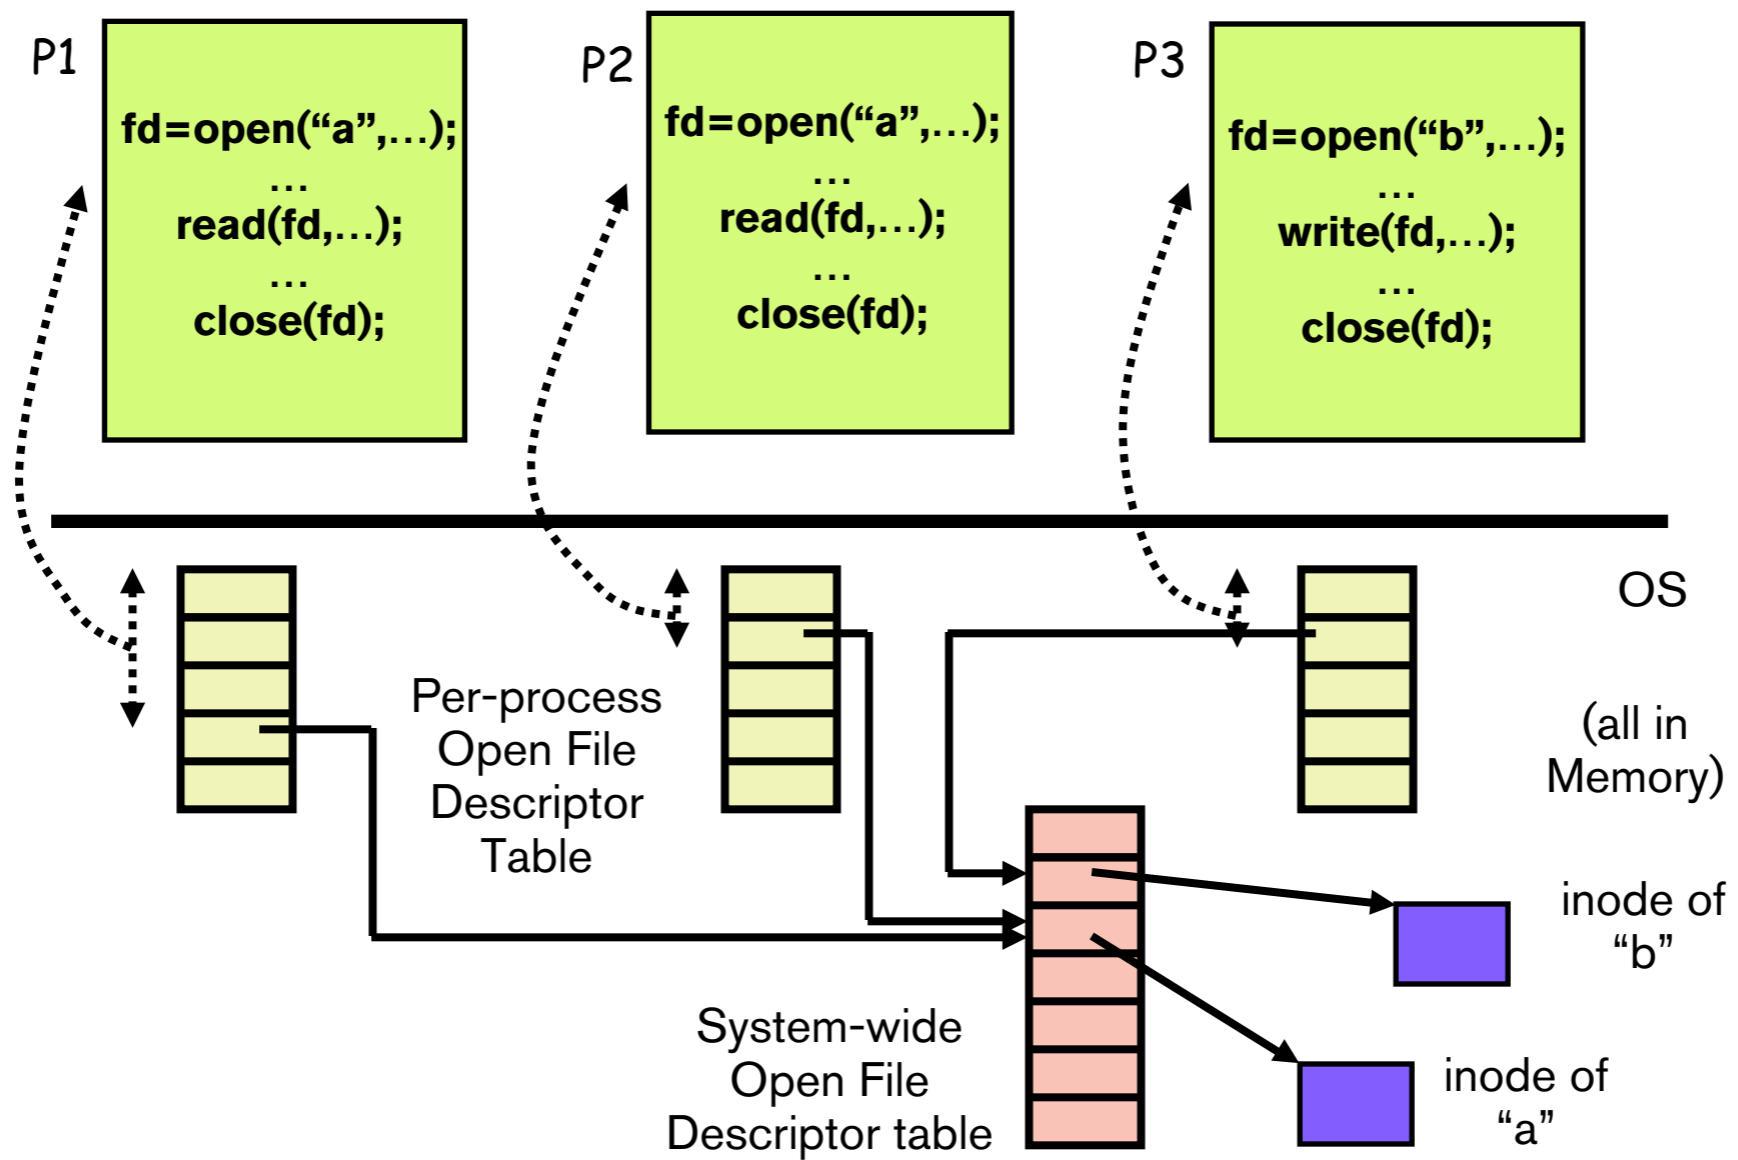 P1
fd=open(“a”,…);
…
read(fd,…);
…
close(fd);
P2
fd=open(“a”,…);
…
read(fd,…);
…
close(fd);
P3
fd=open(“b”,…);
…
write(fd,…);
…
close(fd);
OS
(all in
Memory)
Per-process
Open File
Descriptor
Table
System-wide
Open File
Descriptor table
inode of
“b”
inode of
“a”